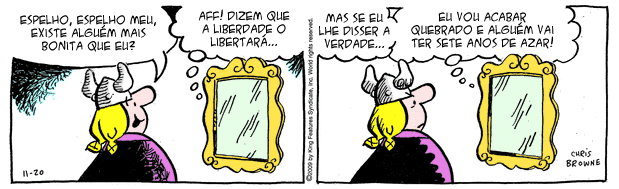 ESPELHO, ESPELHO MEU,
EXISTE ALGUÉM MAIS
BONITA QUE EU?
AFF! DIZEM QUE
A LIBERDADE O
LIBERTARÁ...
11-20
©2009 by King Features Syndicate, Inc. World rights reserved.
MAS SE EU
LHE DISSER A
VERDADE...
EU VOU ACABAR
QUEBRADO E ALGUÉM VAI
TER SETE ANOS DE AZAR!
CHRIS
BROWNE